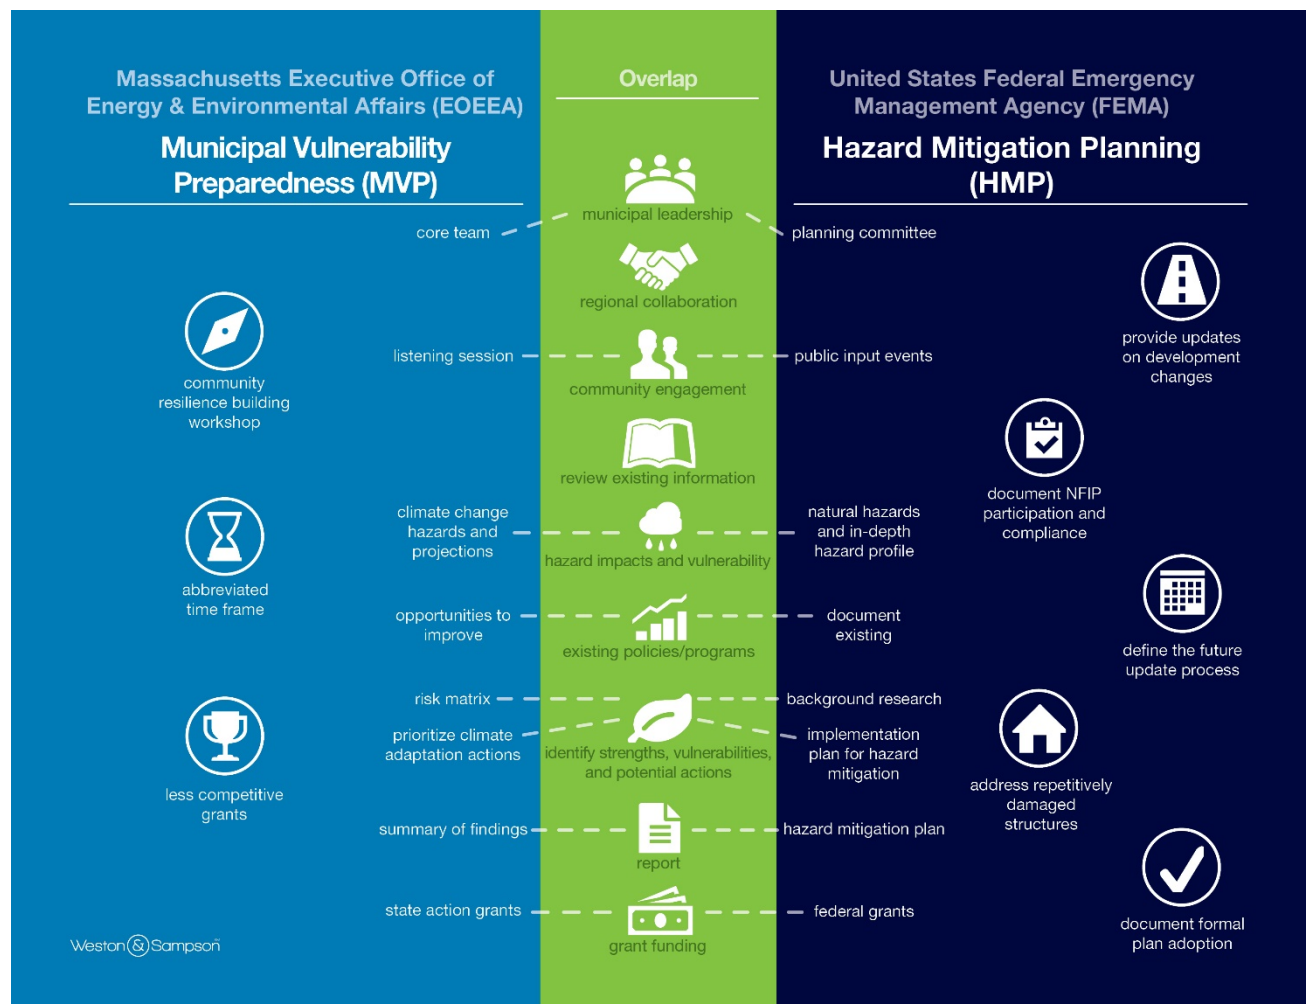 Massachusetts Executive Office of
Energy & Environmental Affairs (EOEEA)
Municipal Vulnerability
Preparedness (MVP)
Overlap
United States Federal Emergency
Management Agency (FEMA)
Hazard Mitigation Planning
(HMP)
municipal leadership
core team
planning committee
regional collaboration
listening session
public input events
community engagement
community
resilience building
workshop
provide updates
on development
changes
review existing information
document NFIP
participation and
compliance
climate change
hazards and
projections
natural hazards
and in-depth
hazard profile
hazard impacts and vulnerability
abbreviated
time frame
opportunities to
improve
document
existing
existing policies/programs
define the future
update process
risk matrix
background research
prioritize climate
adaptation actions
implementation
plan for hazard
mitigation
identify strengths, vulnerabilities,
and potential actions
less competitive
grants
address repetitively
damaged
structures
summary of findings
hazard mitigation plan
report
state action grants
federal grants
grant funding
document formal
plan adoption
Weston & Sampson